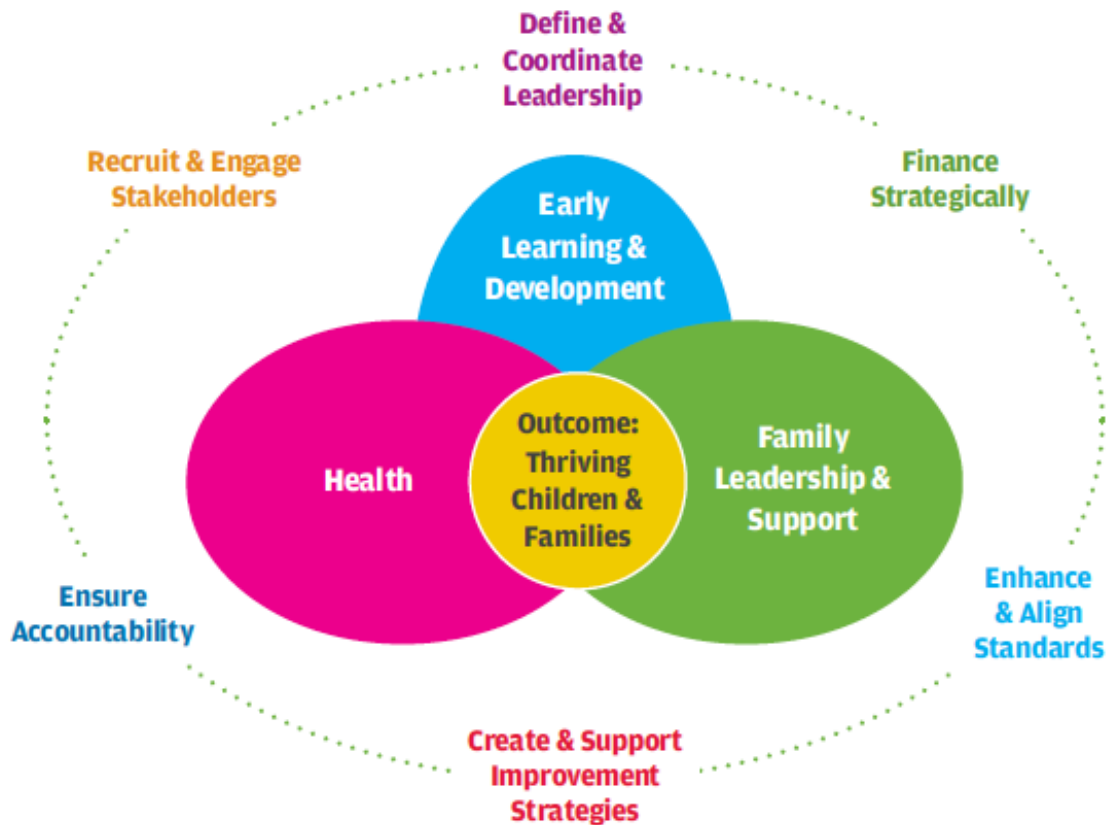 Define &
Coordinate
Leadership
Recruit & Engage
Stakeholders
Finance
Strategically
Early
Learning &
Development
Health
Outcome:
Thriving
Children &
Families
Family
Leadership &
Support
Ensure
Accountability
Enhance
& Align
Standards
Create & Support
Improvement
Strategies